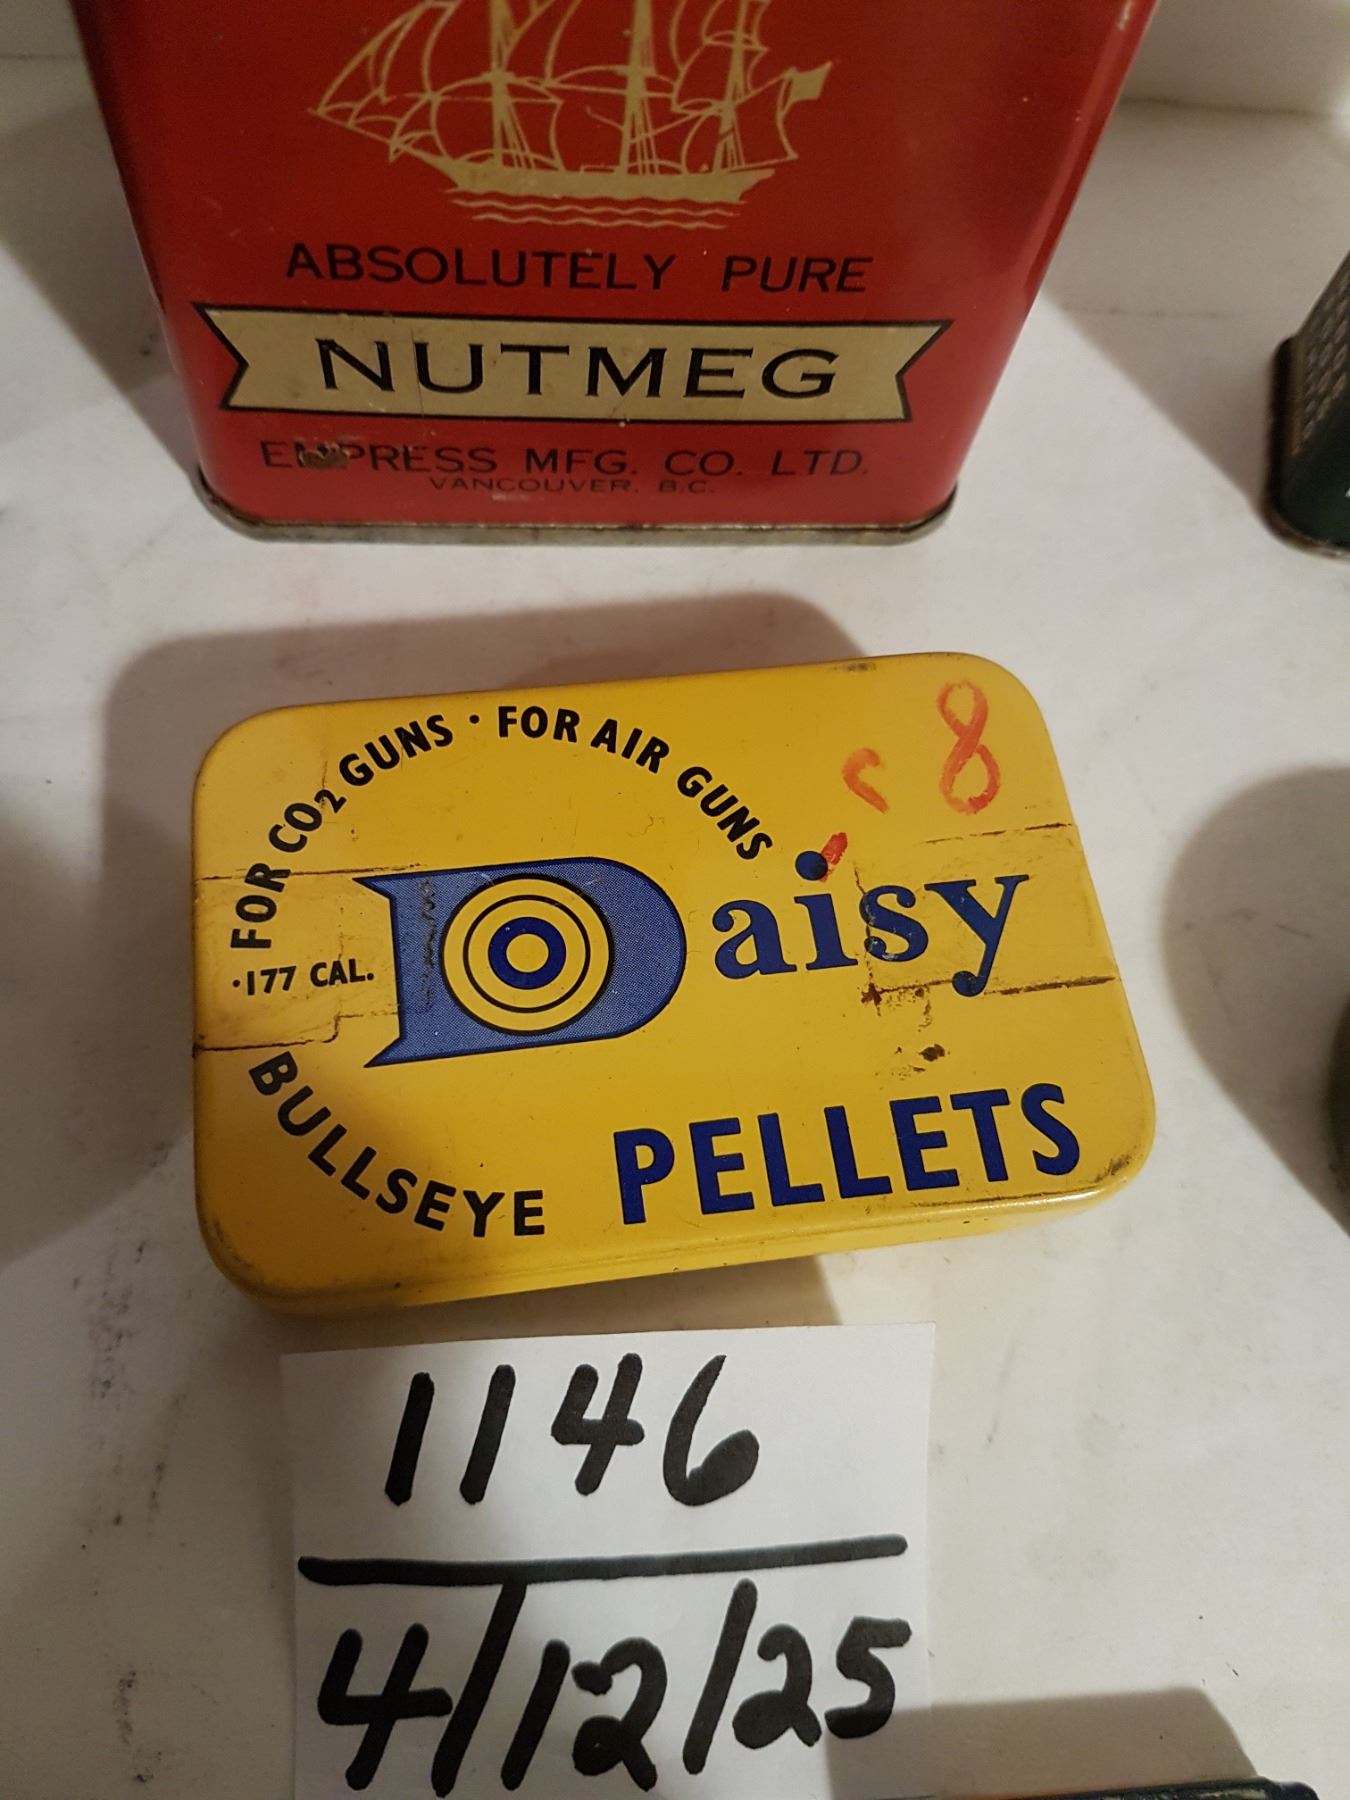 ABSOLUTELY PURE
NUTMEG
EMPRESS MFG. CO. LTD.
VANCOUVER, B.C.
FOR CO2 GUNS · FOR AIR GUNS
8
Daisy
·177 CAL.
BULLSEYE
PELLETS
1146
4/12/25